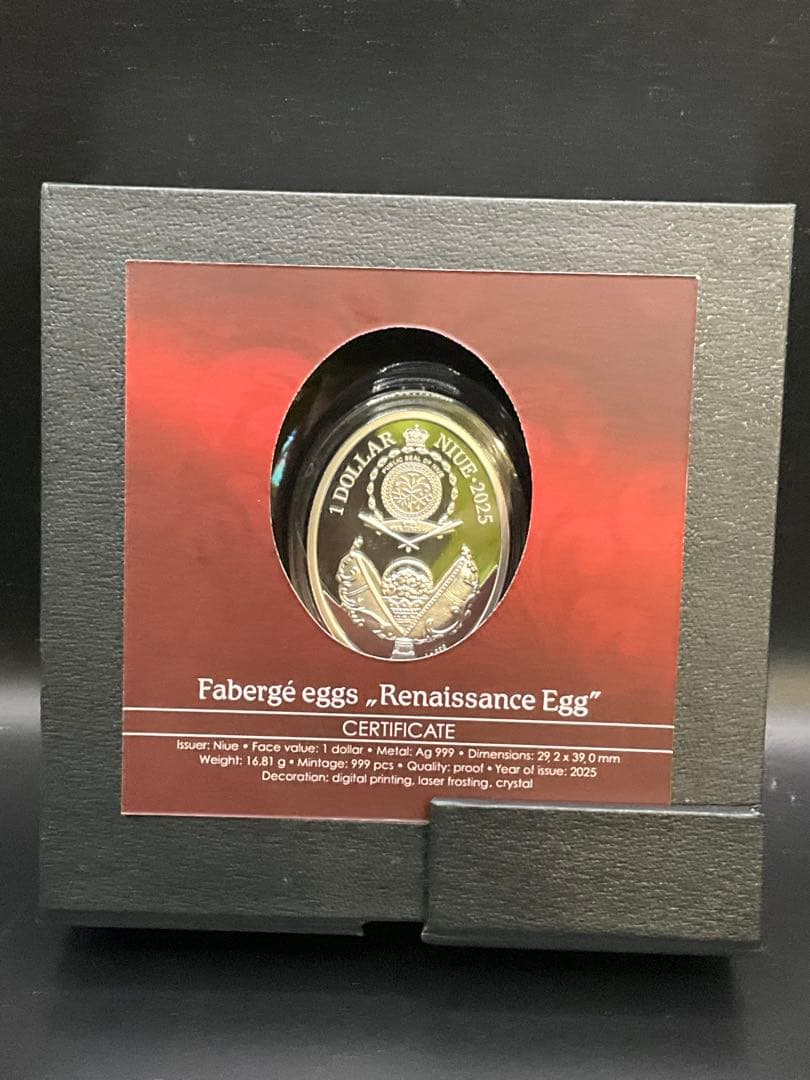 1 DOLLAR NIUE · 2025
PUBLIC SEAL OF NIUE
Fabergé eggs „Renaissance Egg”
CERTIFICATE
Issuer: Niue • Face value: 1 dollar • Metal: Ag 999 • Dimensions: 29,2 x 39,0 mm
Weight: 16.81 g • Mintage: 999 pcs • Quality: proof • Year of issue: 2025
Decoration: digital printing, laser frosting, crystal